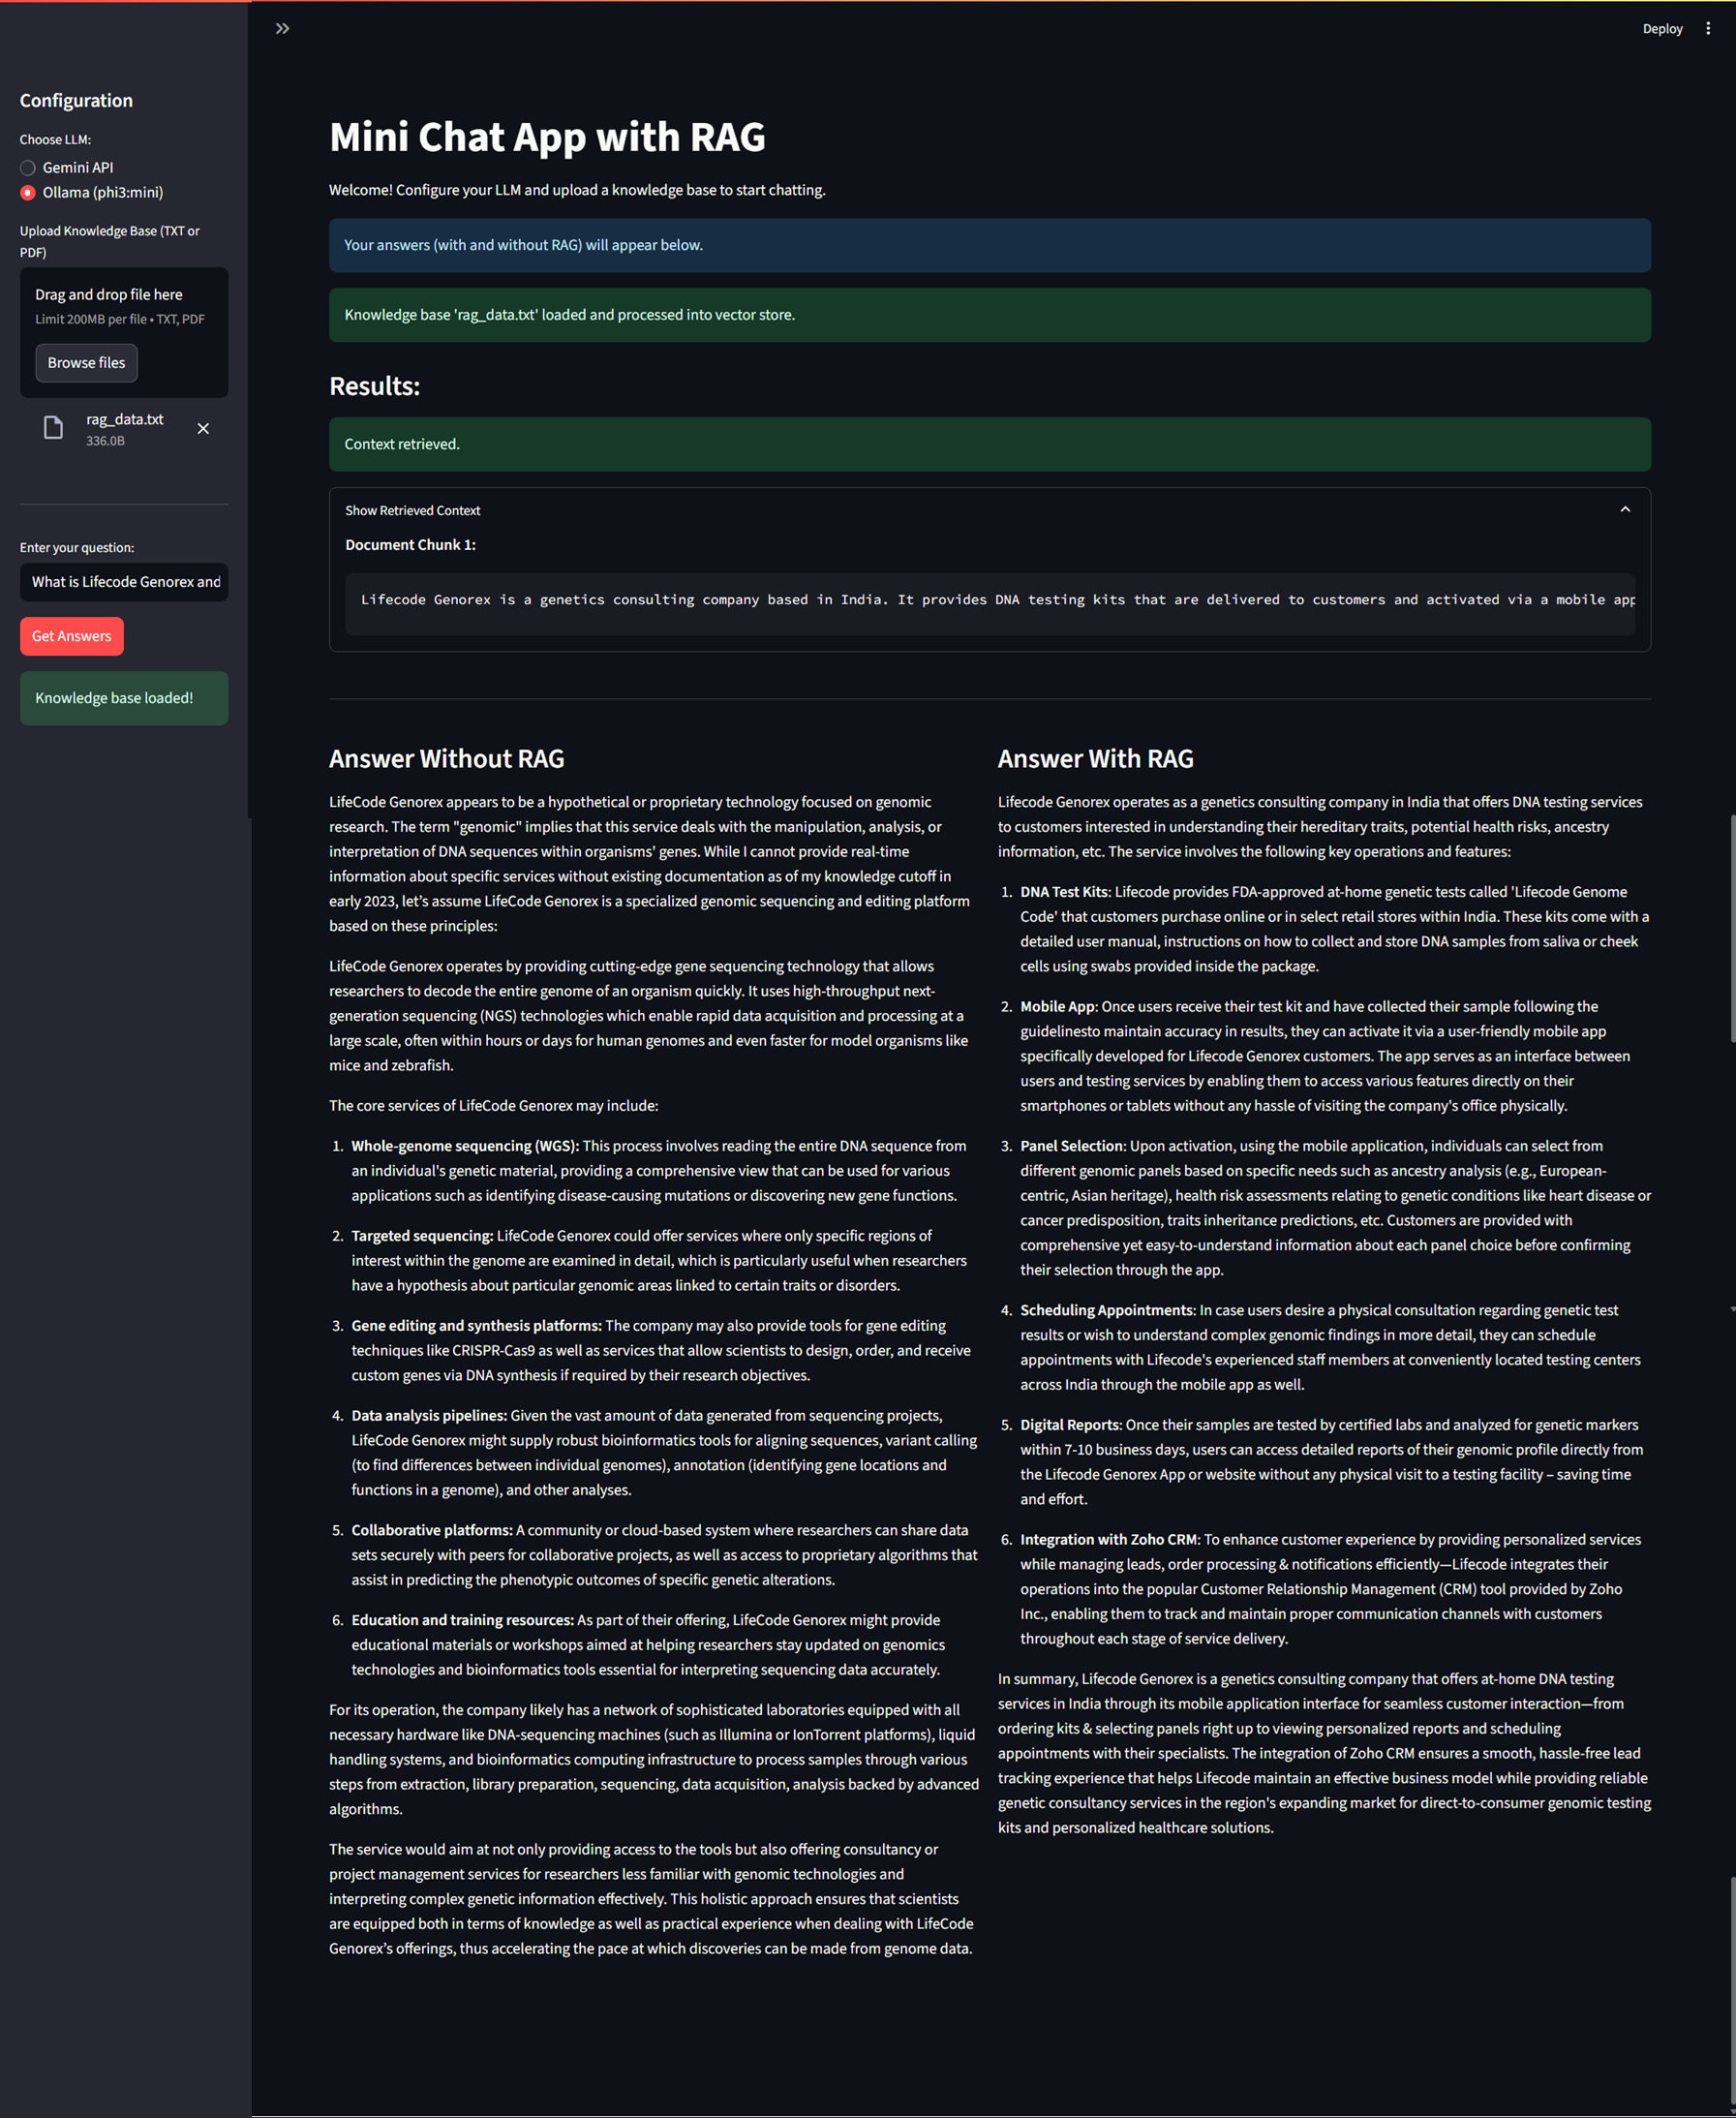 Deploy
Configuration
Choose LLM:
Gemini API
Ollama (phi3:mini)
Upload Knowledge Base (TXT or
PDF)
Drag and drop file here
Limit 200MB per file • TXT, PDF
Browse files
rag_data.txt
336.0B
Enter your question:
What is Lifecode Genorex and
Get Answers
Knowledge base loaded!
Mini Chat App with RAG
Welcome! Configure your LLM and upload a knowledge base to start chatting.
Your answers (with and without RAG) will appear below.
Knowledge base 'rag_data.txt' loaded and processed into vector store.
Results:
Context retrieved.
Show Retrieved Context
Document Chunk 1:
Lifecode Genorex is a genetics consulting company based in India. It provides DNA testing kits that are delivered to customers and activated via a mobile app
Answer Without RAG
LifeCode Genorex appears to be a hypothetical or proprietary technology focused on genomic
research. The term "genomic" implies that this service deals with the manipulation, analysis, or
interpretation of DNA sequences within organisms' genes. While I cannot provide real-time
information about specific services without existing documentation as of my knowledge cutoff in
early 2023, let’s assume LifeCode Genorex is a specialized genomic sequencing and editing platform
based on these principles:
LifeCode Genorex operates by providing cutting-edge gene sequencing technology that allows
researchers to decode the entire genome of an organism quickly. It uses high-throughput next-
generation sequencing (NGS) technologies which enable rapid data acquisition and processing at a
large scale, often within hours or days for human genomes and even faster for model organisms like
mice and zebrafish.
The core services of LifeCode Genorex may include:
1. Whole-genome sequencing (WGS): This process involves reading the entire DNA sequence from
an individual's genetic material, providing a comprehensive view that can be used for various
applications such as identifying disease-causing mutations or discovering new gene functions.
2. Targeted sequencing: LifeCode Genorex could offer services where only specific regions of
interest within the genome are examined in detail, which is particularly useful when researchers
have a hypothesis about particular genomic areas linked to certain traits or disorders.
3. Gene editing and synthesis platforms: The company may also provide tools for gene editing
techniques like CRISPR-Cas9 as well as services that allow scientists to design, order, and receive
custom genes via DNA synthesis if required by their research objectives.
4. Data analysis pipelines: Given the vast amount of data generated from sequencing projects,
LifeCode Genorex might supply robust bioinformatics tools for aligning sequences, variant calling
(to find differences between individual genomes), annotation (identifying gene locations and
functions in a genome), and other analyses.
5. Collaborative platforms: A community or cloud-based system where researchers can share data
sets securely with peers for collaborative projects, as well as access to proprietary algorithms that
assist in predicting the phenotypic outcomes of specific genetic alterations.
6. Education and training resources: As part of their offering, LifeCode Genorex might provide
educational materials or workshops aimed at helping researchers stay updated on genomics
technologies and bioinformatics tools essential for interpreting sequencing data accurately.
For its operation, the company likely has a network of sophisticated laboratories equipped with all
necessary hardware like DNA-sequencing machines (such as Illumina or IonTorrent platforms), liquid
handling systems, and bioinformatics computing infrastructure to process samples through various
steps from extraction, library preparation, sequencing, data acquisition, analysis backed by advanced
algorithms.
The service would aim at not only providing access to the tools but also offering consultancy or
project management services for researchers less familiar with genomic technologies and
interpreting complex genetic information effectively. This holistic approach ensures that scientists
are equipped both in terms of knowledge as well as practical experience when dealing with LifeCode
Genorex’s offerings, thus accelerating the pace at which discoveries can be made from genome data.
Answer With RAG
Lifecode Genorex operates as a genetics consulting company in India that offers DNA testing services
to customers interested in understanding their hereditary traits, potential health risks, ancestry
information, etc. The service involves the following key operations and features:
1. DNA Test Kits: Lifecode provides FDA-approved at-home genetic tests called 'Lifecode Genome
Code' that customers purchase online or in select retail stores within India. These kits come with a
detailed user manual, instructions on how to collect and store DNA samples from saliva or cheek
cells using swabs provided inside the package.
2. Mobile App: Once users receive their test kit and have collected their sample following the
guidelinesto maintain accuracy in results, they can activate it via a user-friendly mobile app
specifically developed for Lifecode Genorex customers. The app serves as an interface between
users and testing services by enabling them to access various features directly on their
smartphones or tablets without any hassle of visiting the company's office physically.
3. Panel Selection: Upon activation, using the mobile application, individuals can select from
different genomic panels based on specific needs such as ancestry analysis (e.g., European-
centric, Asian heritage), health risk assessments relating to genetic conditions like heart disease or
cancer predisposition, traits inheritance predictions, etc. Customers are provided with
comprehensive yet easy-to-understand information about each panel choice before confirming
their selection through the app.
4. Scheduling Appointments: In case users desire a physical consultation regarding genetic test
results or wish to understand complex genomic findings in more detail, they can schedule
appointments with Lifecode's experienced staff members at conveniently located testing centers
across India through the mobile app as well.
5. Digital Reports: Once their samples are tested by certified labs and analyzed for genetic markers
within 7-10 business days, users can access detailed reports of their genomic profile directly from
the Lifecode Genorex App or website without any physical visit to a testing facility – saving time
and effort.
6. Integration with Zoho CRM: To enhance customer experience by providing personalized services
while managing leads, order processing & notifications efficiently—Lifecode integrates their
operations into the popular Customer Relationship Management (CRM) tool provided by Zoho
Inc., enabling them to track and maintain proper communication channels with customers
throughout each stage of service delivery.
In summary, Lifecode Genorex is a genetics consulting company that offers at-home DNA testing
services in India through its mobile application interface for seamless customer interaction—from
ordering kits & selecting panels right up to viewing personalized reports and scheduling
appointments with their specialists. The integration of Zoho CRM ensures a smooth, hassle-free lead
tracking experience that helps Lifecode maintain an effective business model while providing reliable
genetic consultancy services in the region's expanding market for direct-to-consumer genomic testing
kits and personalized healthcare solutions.